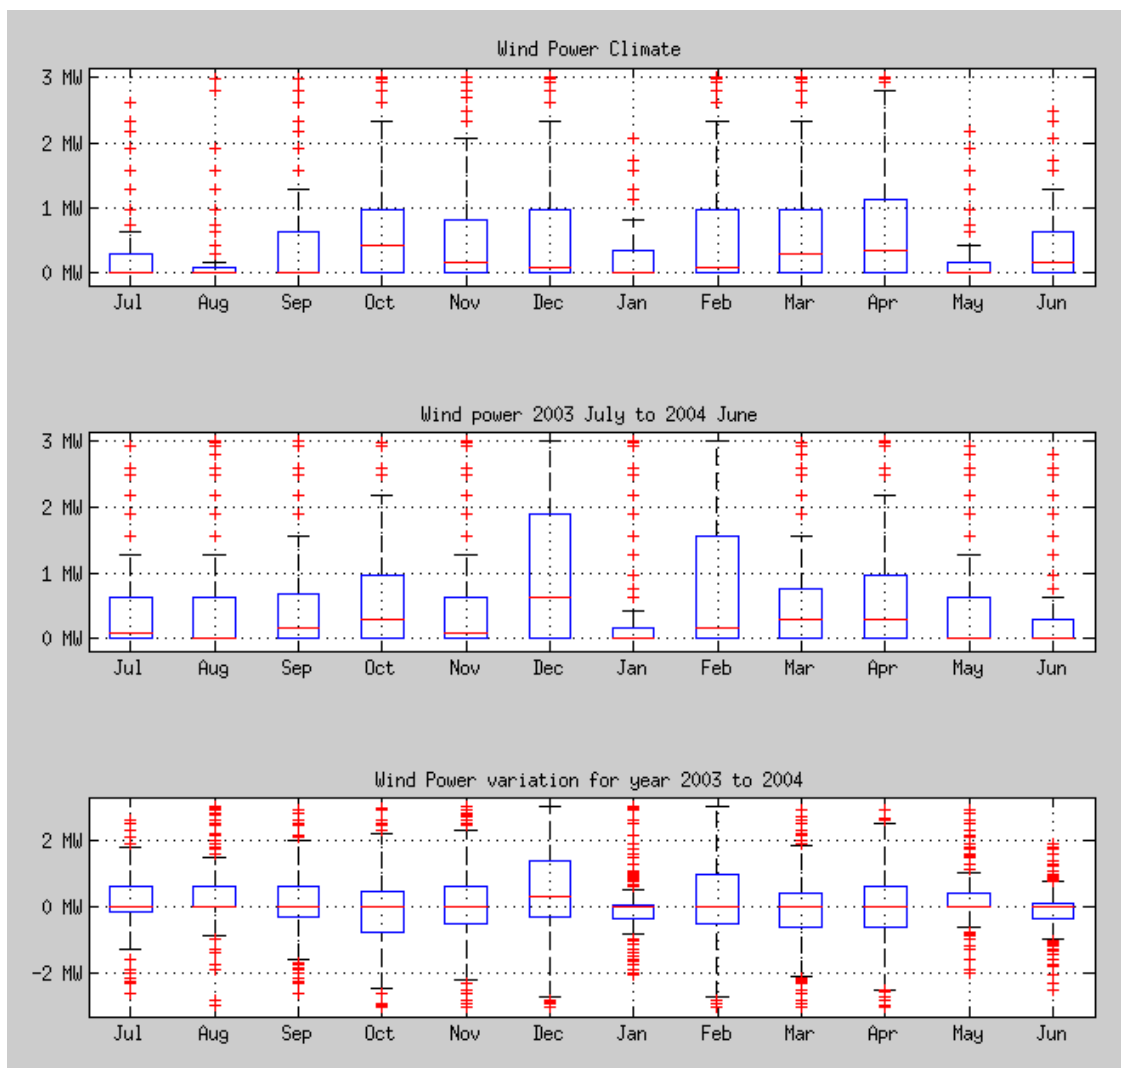 Wind Power Climate
3 MW
2 MW
1 MW
0 MW
Jul Aug Sep Oct Nov Dec Jan Feb Mar Apr May Jun
Wind power 2003 July to 2004 June
3 MW
2 MW
1 MW
0 MW
Jul Aug Sep Oct Nov Dec Jan Feb Mar Apr May Jun
Wind Power variation for year 2003 to 2004
2 MW
0 MW
-2 MW
Jul Aug Sep Oct Nov Dec Jan Feb Mar Apr May Jun